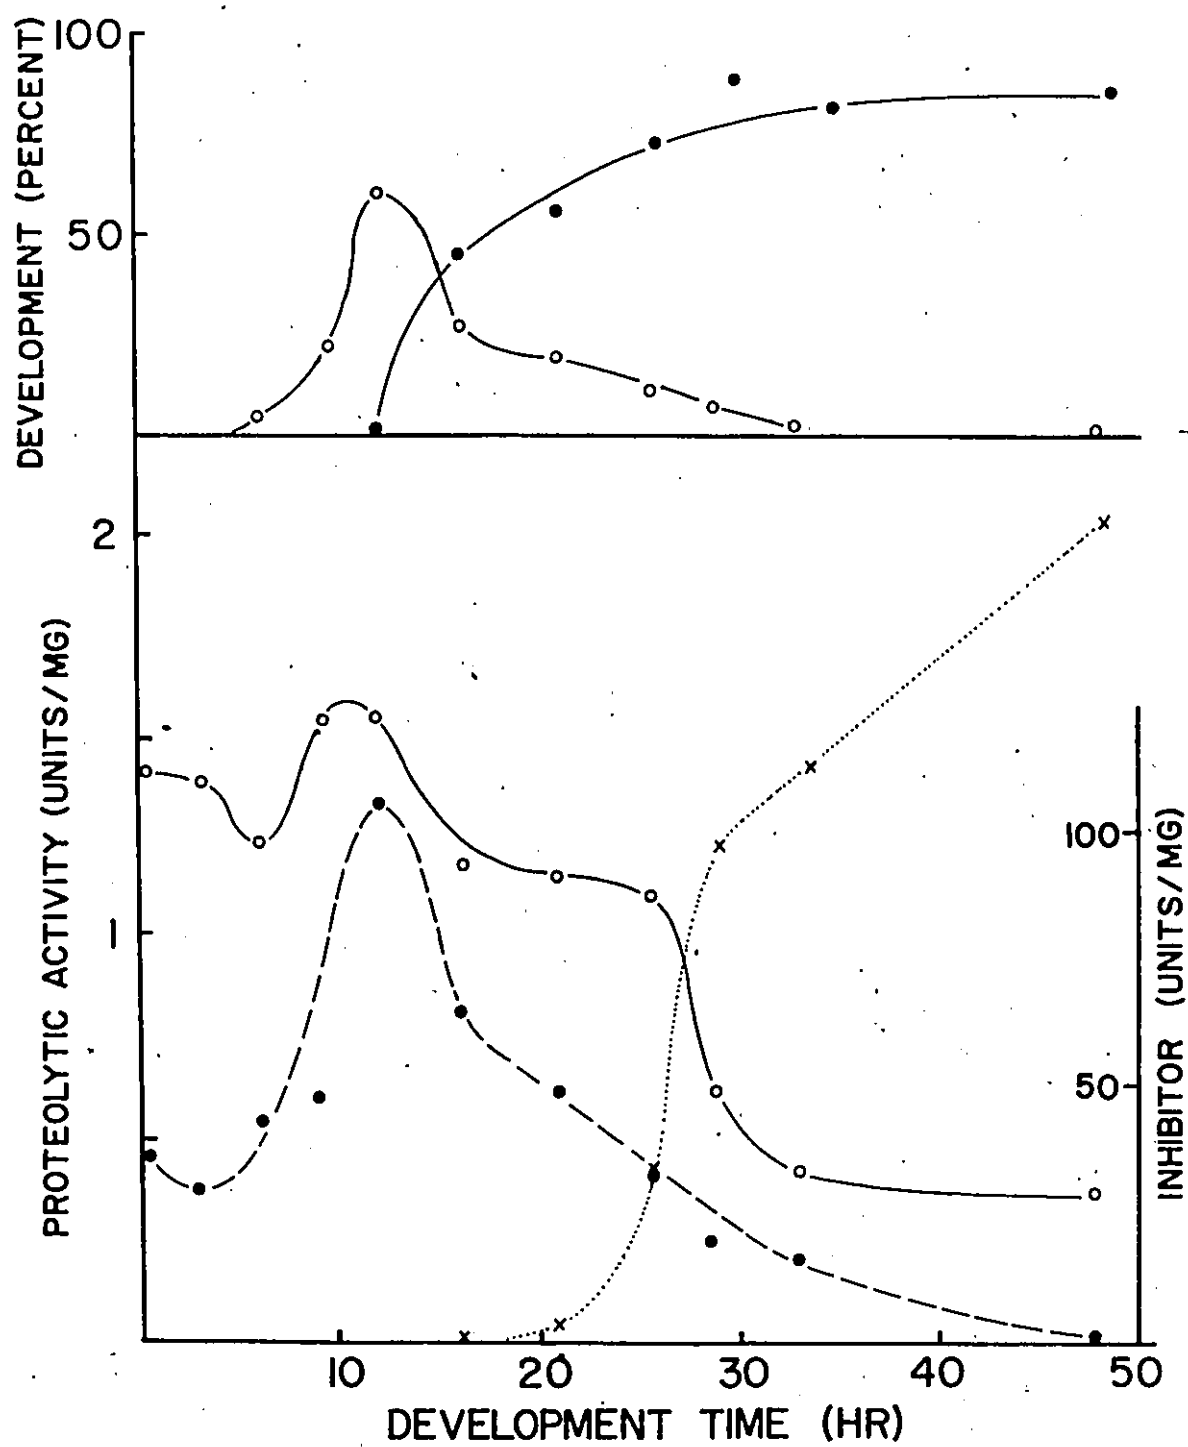 DEVELOPMENT (PERCENT)
100
50
PROTEOLYTIC ACTIVITY (UNITS/MG)
2
1
INHIBITOR (UNITS/MG)
100
50
10 20 30 40 50
DEVELOPMENT TIME (HR)